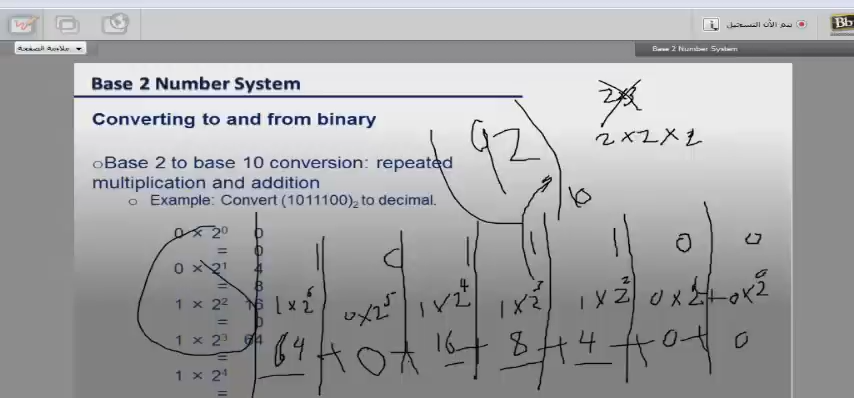 يتم الآن التسجيل
Bb
ملاءمة الصفحة
Base 2 Number System
Base 2 Number System
2x3
2 x 2 x 2
Converting to and from binary
92
oBase 2 to base 10 conversion: repeated
multiplication and addition
o Example: Convert (1011100)₂ to decimal.
10
0 × 2⁰ 0
= 0
1 0 1 1 1 0 0
0 × 2¹ 4
= 8
1 × 2² 16
1 x 2⁶ 0 x 2⁵ 1 x 2⁴ 1 x 2³ 1 x 2² 0 x 2¹ + 0 x 2⁰
= 0
1 × 2³ 64
64 + 0 + 16 + 8 + 4 + 0 + 0
=
1 × 2⁴
=